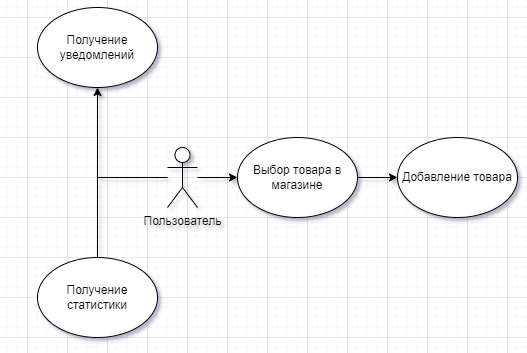 Получение
уведомлений
Выбор товара в
магазине
Добавление товара
Пользователь
Получение
статистики